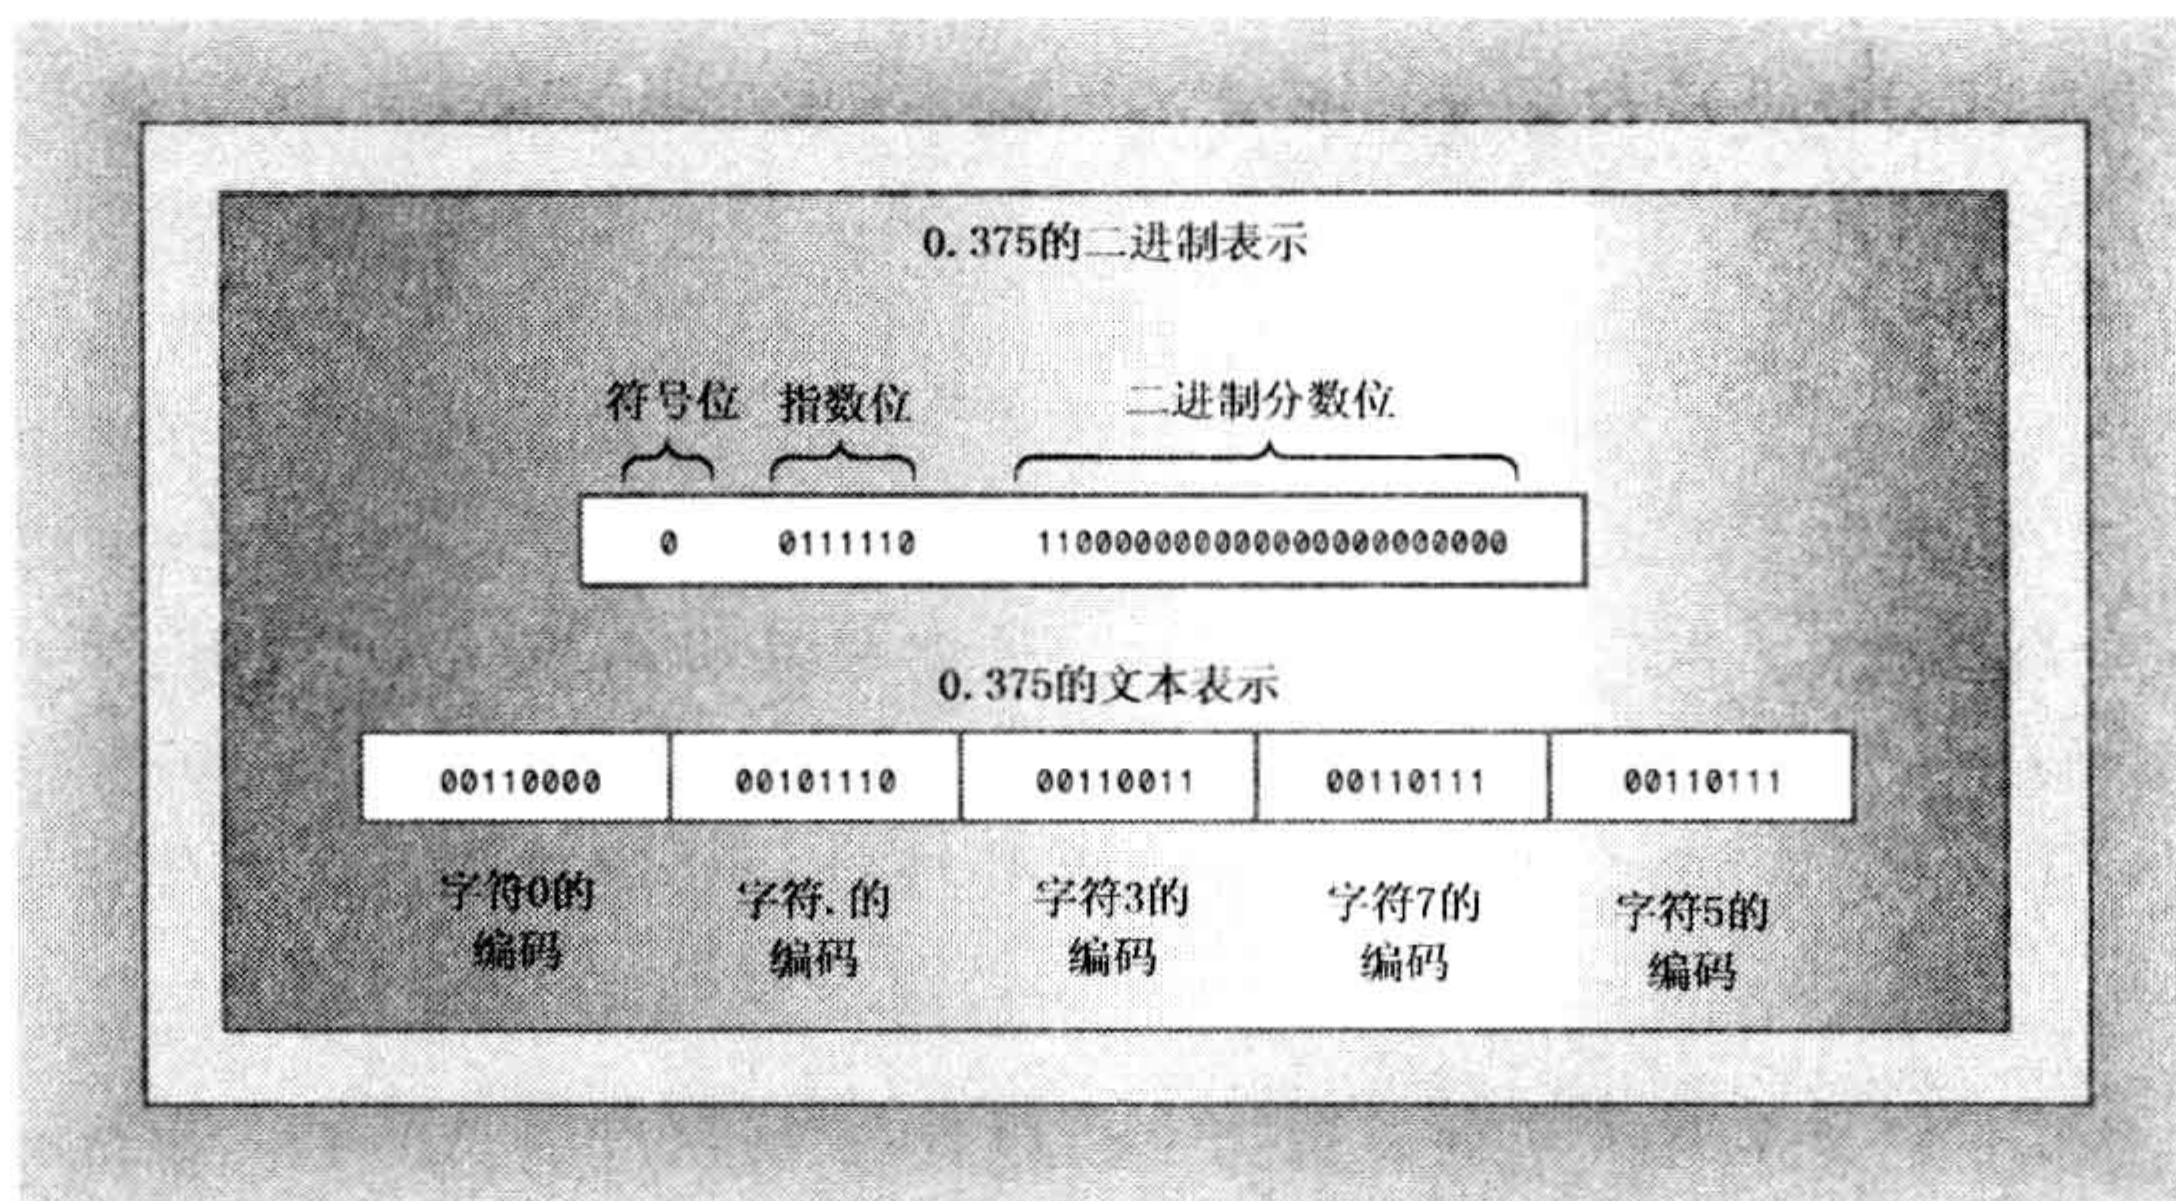 0.375的二进制表示
符号位 指数位 二进制分数位
0 0111110 110000000000000000000000
0.375的文本表示
00110000 00101110 00110011 00110111 00110111
字符0的 字符.的 字符3的 字符7的 字符5的
编码 编码 编码 编码 编码